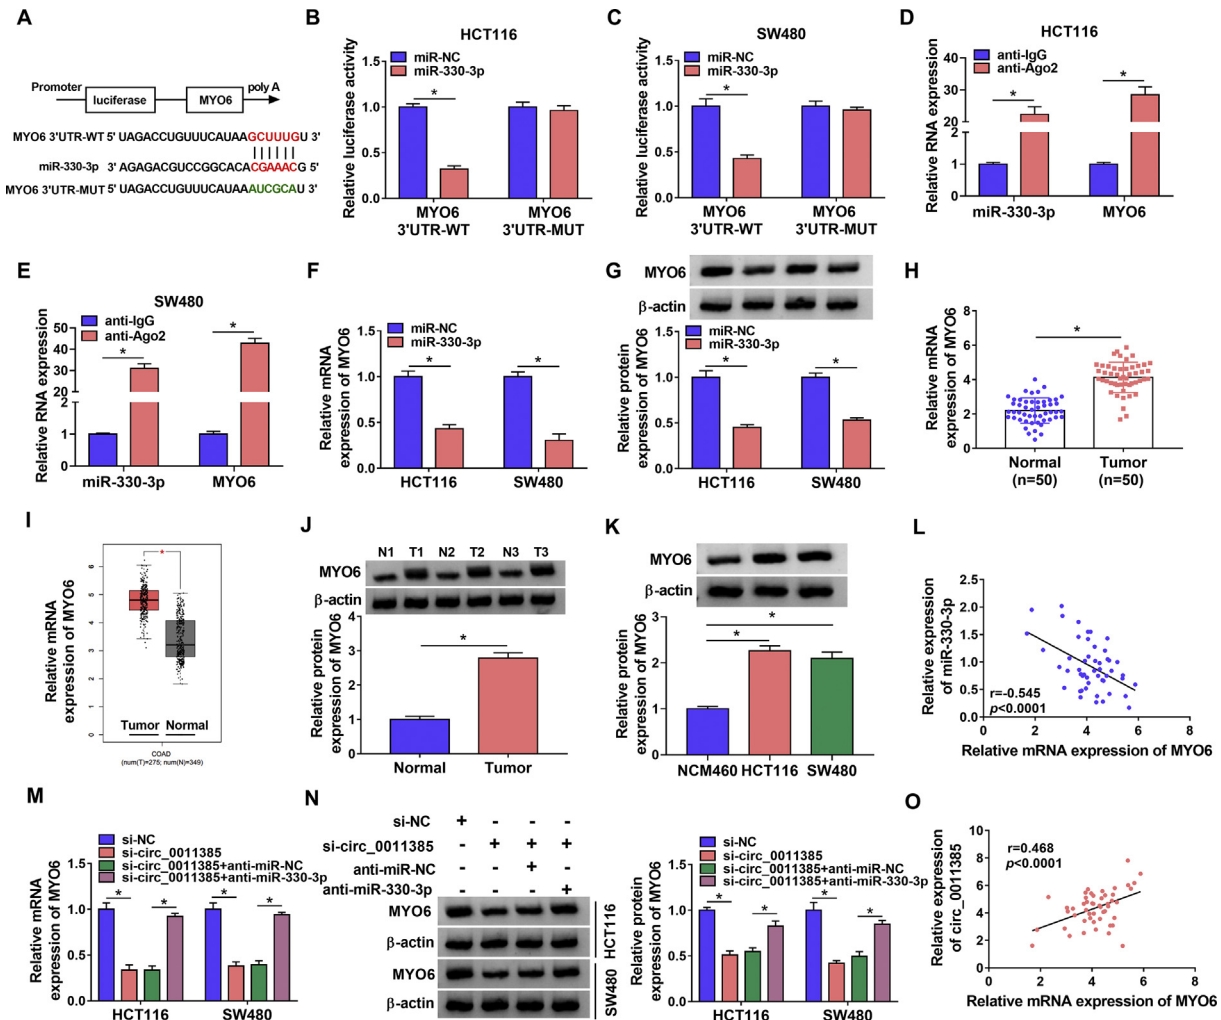 A
Promoter
luciferase
MYO6
poly A
MYO6 3'UTR-WT 5' UAGACCUGUUUCAUAAGCUUUGU 3'
miR-330-3p 3' AGAGACGUCCGGCACACGAAACG 5'
MYO6 3'UTR-MUT 5' UAGACCUGUUUCAUAAAUCGCAU 3'
B
HCT116
miR-NC
miR-330-3p
Relative luciferase activity
1.5
1.0
0.5
0.0
*
MYO6 3'UTR-WT
MYO6 3'UTR-MUT
C
SW480
miR-NC
miR-330-3p
Relative luciferase activity
1.5
1.0
0.5
0.0
*
MYO6 3'UTR-WT
MYO6 3'UTR-MUT
D
HCT116
anti-IgG
anti-Ago2
Relative RNA expression
40
30
20
10
2
1
0
*
*
miR-330-3p
MYO6
E
SW480
anti-IgG
anti-Ago2
Relative RNA expression
50
40
30
20
10
2
1
0
*
*
miR-330-3p
MYO6
F
miR-NC
miR-330-3p
Relative mRNA expression of MYO6
1.5
1.0
0.5
0.0
*
*
HCT116
SW480
G
MYO6
β-actin
miR-NC
miR-330-3p
Relative protein expression of MYO6
1.5
1.0
0.5
0.0
*
*
HCT116
SW480
H
Relative mRNA expression of MYO6
8
6
4
2
0
*
Normal (n=50)
Tumor (n=50)
I
Relative mRNA expression of MYO6
6
5
4
3
2
1
0
*
Tumor
Normal
COAD
(num(T)=275; num(N)=349)
J
N1 T1 N2 T2 N3 T3
MYO6
β-actin
Relative protein expression of MYO6
4
3
2
1
0
*
Normal
Tumor
K
MYO6
β-actin
Relative protein expression of MYO6
3
2
1
0
*
*
NCM460 HCT116 SW480
L
Relative expression of miR-330-3p
2.5
2.0
1.5
1.0
0.5
0.0
r=-0.545
p<0.0001
0 2 4 6 8
Relative mRNA expression of MYO6
M
si-NC
si-circ_0011385
si-circ_0011385+anti-miR-NC
si-circ_0011385+anti-miR-330-3p
Relative mRNA expression of MYO6
1.5
1.0
0.5
0.0
*
*
*
*
HCT116
SW480
N
si-NC + - - -
si-circ_0011385 - + + +
anti-miR-NC - - + -
anti-miR-330-3p - - - +
MYO6
β-actin
HCT116
MYO6
β-actin
SW480
si-NC
si-circ_0011385
si-circ_0011385+anti-miR-NC
si-circ_0011385+anti-miR-330-3p
Relative protein expression of MYO6
1.5
1.0
0.5
0.0
*
*
*
*
HCT116
SW480
O
Relative expression of circ_0011385
10
8
6
4
2
0
r=0.468
p<0.0001
0 2 4 6 8
Relative mRNA expression of MYO6